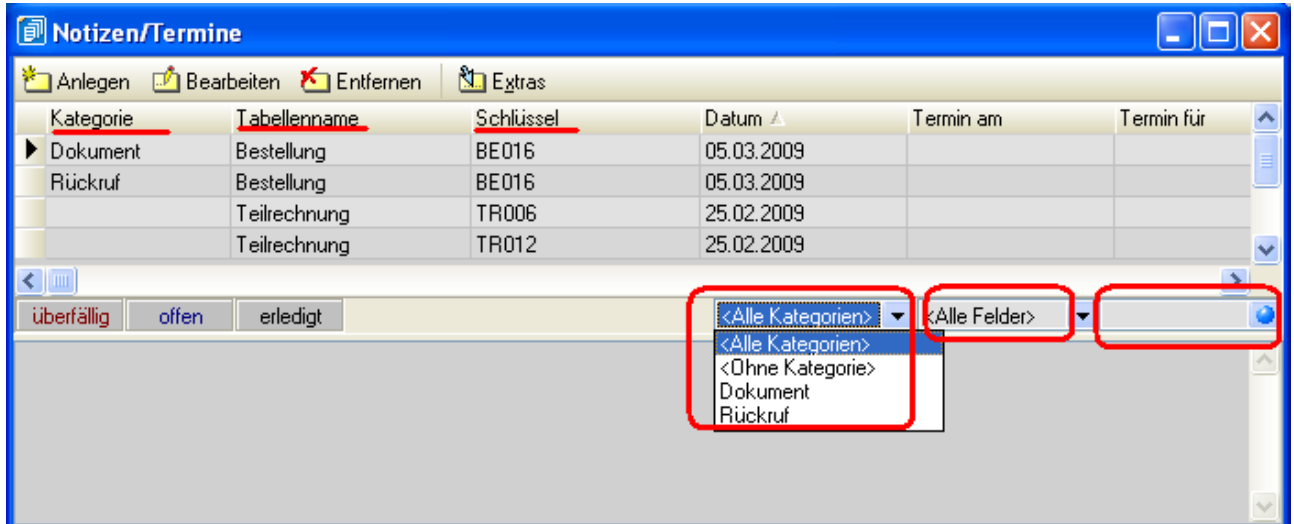 Notizen/Termine
Anlegen Bearbeiten Entfernen Extras
Kategorie Tabellenname Schlüssel Datum Termin am Termin für
Dokument Bestellung BE016 05.03.2009
Rückruf Bestellung BE016 05.03.2009
Teilrechnung TR006 25.02.2009
Teilrechnung TR012 25.02.2009
überfällig offen erledigt <Alle Kategorien> <Alle Felder>
<Alle Kategorien>
<Ohne Kategorie>
Dokument
Rückruf